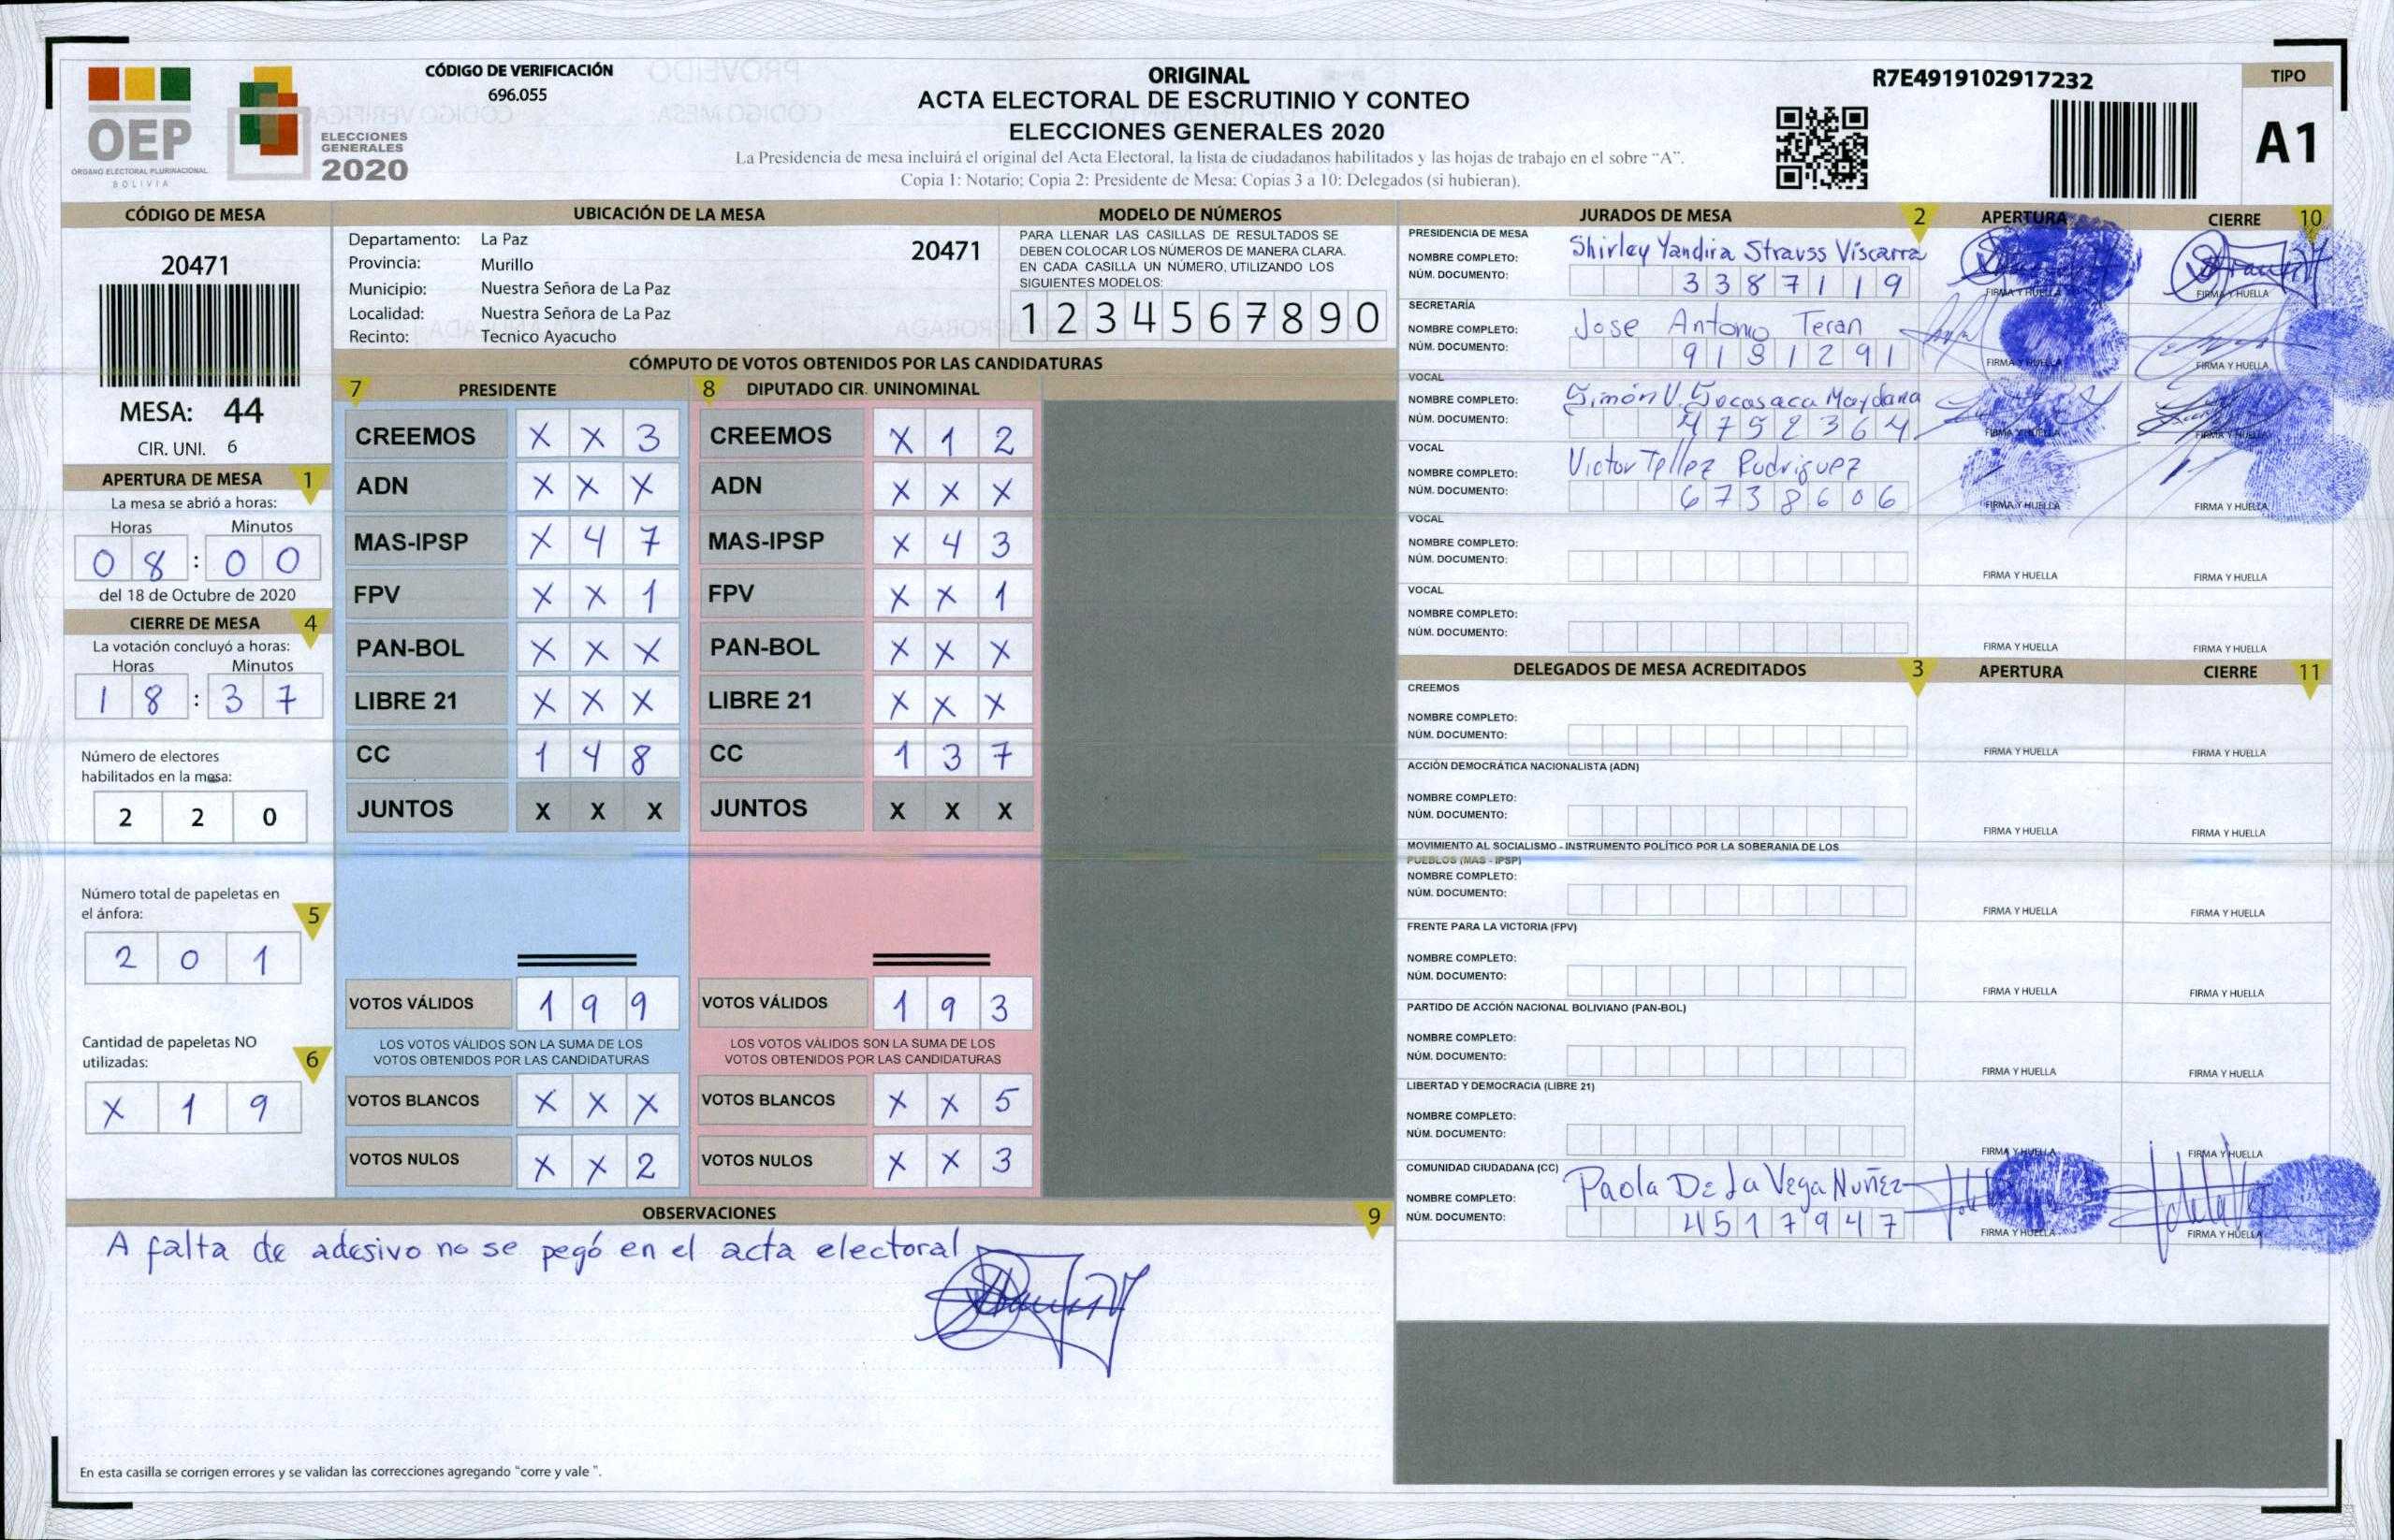 CÓDIGO DE VERIFICACIÓN
696.055
OEP
ÓRGANO ELECTORAL PLURINACIONAL
BOLIVIA
ELECCIONES
GENERALES
2020
ORIGINAL
ACTA ELECTORAL DE ESCRUTINIO Y CONTEO
ELECCIONES GENERALES 2020
La Presidencia de mesa incluirá el original del Acta Electoral, la lista de ciudadanos habilitados y las hojas de trabajo en el sobre "A".
Copia 1: Notario; Copia 2: Presidente de Mesa; Copias 3 a 10: Delegados (si hubieran).
R7E4919102917232
TIPO
A1
CÓDIGO DE MESA
20471
MESA: 44
CIR. UNI. 6
APERTURA DE MESA 1
La mesa se abrió a horas:
Horas Minutos
0 8 : 0 0
del 18 de Octubre de 2020
CIERRE DE MESA 4
La votación concluyó a horas:
Horas Minutos
1 8 : 3 7
Número de electores
habilitados en la mesa:
2 2 0
Número total de papeletas en
el ánfora: 5
2 0 1
Cantidad de papeletas NO
utilizadas: 6
X 1 9
UBICACIÓN DE LA MESA
Departamento: La Paz 20471
Provincia: Murillo
Municipio: Nuestra Señora de La Paz
Localidad: Nuestra Señora de La Paz
Recinto: Tecnico Ayacucho
MODELO DE NÚMEROS
PARA LLENAR LAS CASILLAS DE RESULTADOS SE
DEBEN COLOCAR LOS NÚMEROS DE MANERA CLARA.
EN CADA CASILLA UN NÚMERO, UTILIZANDO LOS
SIGUIENTES MODELOS:
1 2 3 4 5 6 7 8 9 0
CÓMPUTO DE VOTOS OBTENIDOS POR LAS CANDIDATURAS
7 PRESIDENTE 8 DIPUTADO CIR. UNINOMINAL
CREEMOS X X 3 CREEMOS X 1 2
ADN X X X ADN X X X
MAS-IPSP X 4 7 MAS-IPSP X 4 3
FPV X X 1 FPV X X 1
PAN-BOL X X X PAN-BOL X X X
LIBRE 21 X X X LIBRE 21 X X X
CC 1 4 8 CC 1 3 7
JUNTOS X X X JUNTOS X X X
VOTOS VÁLIDOS 1 9 9 VOTOS VÁLIDOS 1 9 3
LOS VOTOS VÁLIDOS SON LA SUMA DE LOS LOS VOTOS VÁLIDOS SON LA SUMA DE LOS
VOTOS OBTENIDOS POR LAS CANDIDATURAS VOTOS OBTENIDOS POR LAS CANDIDATURAS
VOTOS BLANCOS X X X VOTOS BLANCOS X X 5
VOTOS NULOS X X 2 VOTOS NULOS X X 3
OBSERVACIONES 9
A falta de adesivo no se pegó en el acta electoral
En esta casilla se corrigen errores y se validan las correcciones agregando "corre y vale ".
JURADOS DE MESA 2 APERTURA CIERRE 10
PRESIDENCIA DE MESA
NOMBRE COMPLETO: Shirley Yandira Strauss Viscarra
NÚM. DOCUMENTO: 3 3 8 7 1 1 9
FIRMA Y HUELLA FIRMA Y HUELLA
SECRETARÍA
NOMBRE COMPLETO: Jose Antonio Teran
NÚM. DOCUMENTO: 9 1 9 1 2 9 1
FIRMA Y HUELLA FIRMA Y HUELLA
VOCAL
NOMBRE COMPLETO: Simón V. Socasaca Maydana
NÚM. DOCUMENTO: 4 7 5 2 3 6 4
FIRMA Y HUELLA FIRMA Y HUELLA
VOCAL
NOMBRE COMPLETO: Victor Tellez Rodriguez
NÚM. DOCUMENTO: 6 7 3 8 6 0 6
FIRMA Y HUELLA FIRMA Y HUELLA
VOCAL
NOMBRE COMPLETO:
NÚM. DOCUMENTO:
FIRMA Y HUELLA FIRMA Y HUELLA
VOCAL
NOMBRE COMPLETO:
NÚM. DOCUMENTO:
FIRMA Y HUELLA FIRMA Y HUELLA
DELEGADOS DE MESA ACREDITADOS 3 APERTURA CIERRE 11
CREEMOS
NOMBRE COMPLETO:
NÚM. DOCUMENTO:
FIRMA Y HUELLA FIRMA Y HUELLA
ACCIÓN DEMOCRÁTICA NACIONALISTA (ADN)
NOMBRE COMPLETO:
NÚM. DOCUMENTO:
FIRMA Y HUELLA FIRMA Y HUELLA
MOVIMIENTO AL SOCIALISMO - INSTRUMENTO POLÍTICO POR LA SOBERANIA DE LOS
PUEBLOS (MAS - IPSP)
NOMBRE COMPLETO:
NÚM. DOCUMENTO:
FIRMA Y HUELLA FIRMA Y HUELLA
FRENTE PARA LA VICTORIA (FPV)
NOMBRE COMPLETO:
NÚM. DOCUMENTO:
FIRMA Y HUELLA FIRMA Y HUELLA
PARTIDO DE ACCIÓN NACIONAL BOLIVIANO (PAN-BOL)
NOMBRE COMPLETO:
NÚM. DOCUMENTO:
FIRMA Y HUELLA FIRMA Y HUELLA
LIBERTAD Y DEMOCRACIA (LIBRE 21)
NOMBRE COMPLETO:
NÚM. DOCUMENTO:
FIRMA Y HUELLA FIRMA Y HUELLA
COMUNIDAD CIUDADANA (CC)
NOMBRE COMPLETO: Paola De La Vega Nuñez
NÚM. DOCUMENTO: 4 5 1 7 9 4 7
FIRMA Y HUELLA FIRMA Y HUELLA